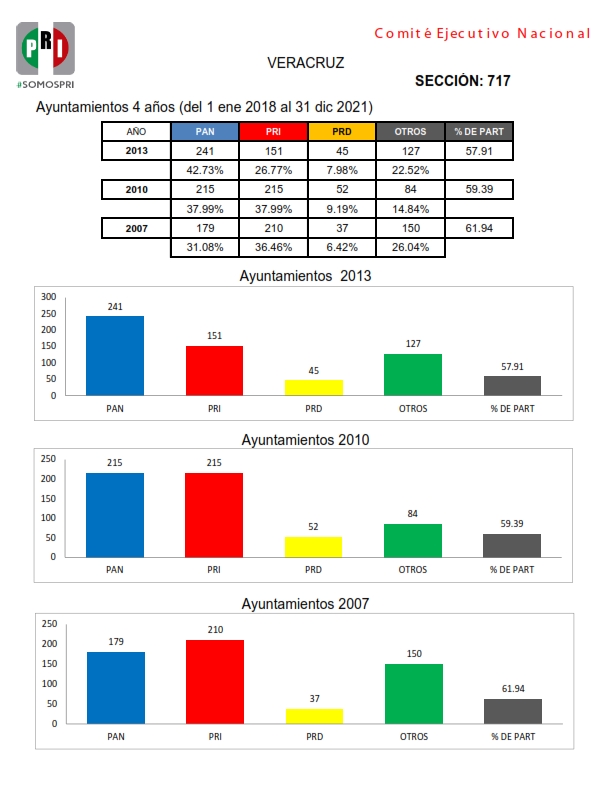 Comité Ejecutivo Nacional
PRI
#SOMOSPRI
VERACRUZ
SECCIÓN: 717
Ayuntamientos 4 años (del 1 ene 2018 al 31 dic 2021)
AÑO PAN PRI PRD OTROS % DE PART
2013 241 151 45 127 57.91
42.73% 26.77% 7.98% 22.52%
2010 215 215 52 84 59.39
37.99% 37.99% 9.19% 14.84%
2007 179 210 37 150 61.94
31.08% 36.46% 6.42% 26.04%
Ayuntamientos 2013
300
250
200
150
100
50
0
241
151
45
127
57.91
PAN PRI PRD OTROS % DE PART
Ayuntamientos 2010
250
200
150
100
50
0
215
215
52
84
59.39
PAN PRI PRD OTROS % DE PART
Ayuntamientos 2007
250
200
150
100
50
0
179
210
37
150
61.94
PAN PRI PRD OTROS % DE PART